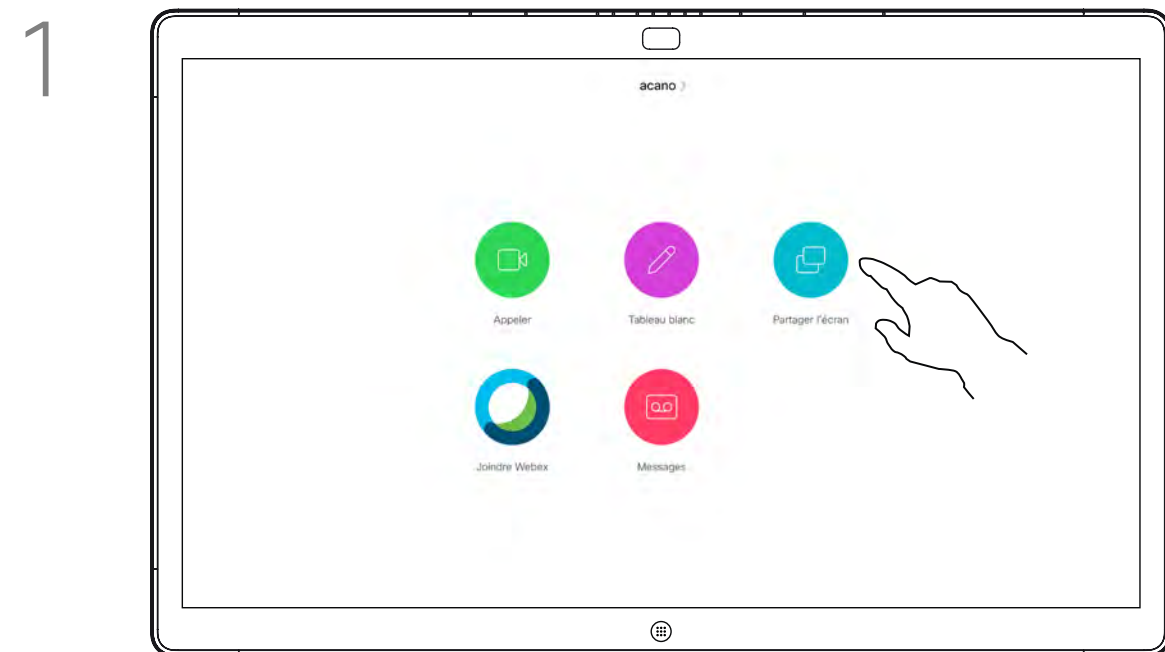 1
acano
Appeler
Tableau blanc
Partager l'écran
Joindre Webex
Messages